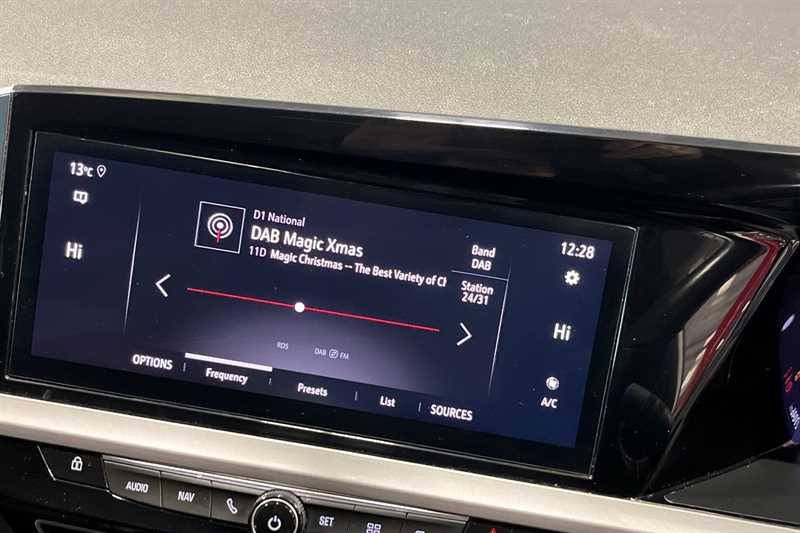 13°C
Hi
D1 National
DAB Magic Xmas
11D Magic Christmas -- The Best Variety of Cl
Band
DAB
Station
24/31
12:28
Hi
A/C
RDS
DAB
FM
OPTIONS
Frequency
Presets
List
SOURCES
AUDIO
NAV
SET